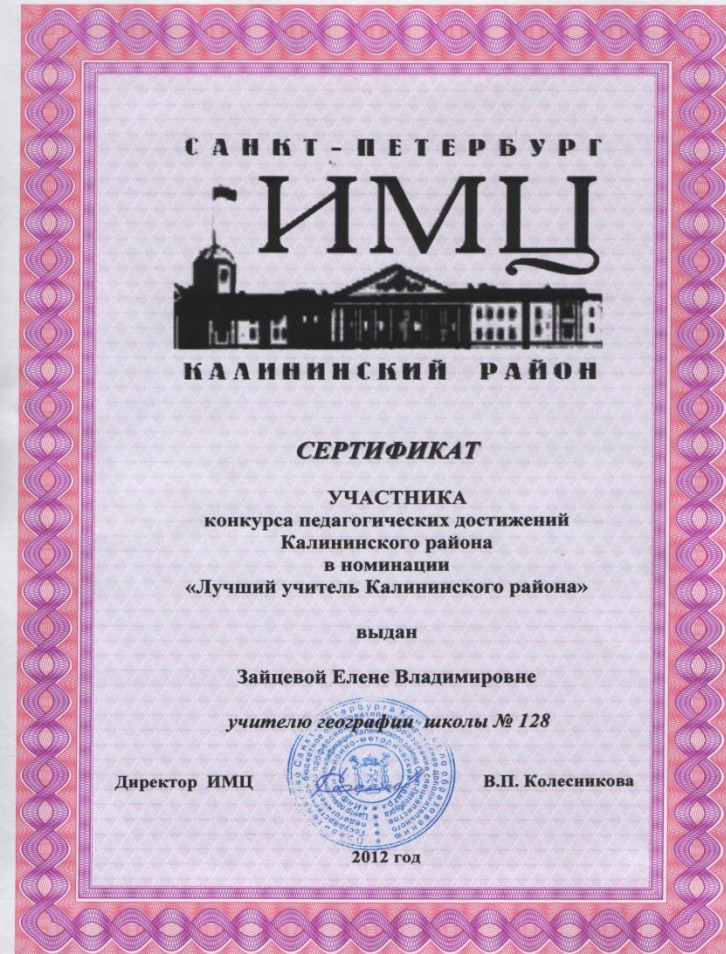 САНКТ-ПЕТЕРБУРГ
ИМЦ
КАЛИНИНСКИЙ РАЙОН
СЕРТИФИКАТ
УЧАСТНИКА
конкурса педагогических достижений
Калининского района
в номинации
«Лучший учитель Калининского района»
выдан
Зайцевой Елене Владимировне
учителю географии школы № 128
Директор ИМЦ
В.П. Колесникова
2012 год